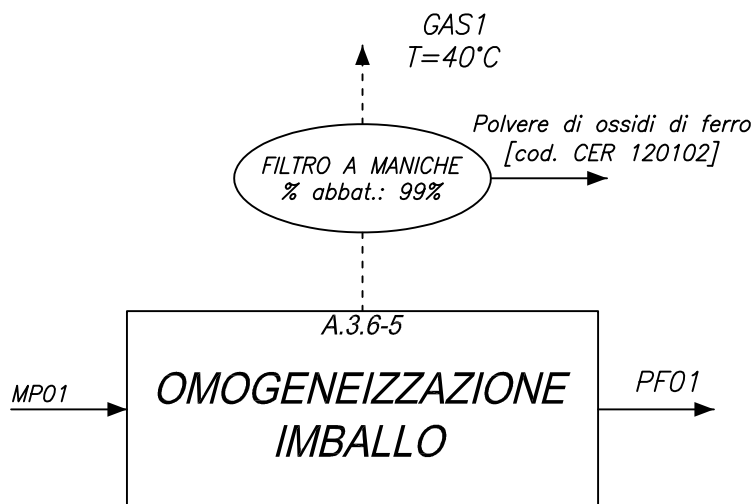 GAS1
T=40°C
Polvere di ossidi di ferro
[cod. CER 120102]
FILTRO A MANICHE
% abbat.: 99%
A.3.6-5
MP01
OMOGENEIZZAZIONE
IMBALLO
PF01